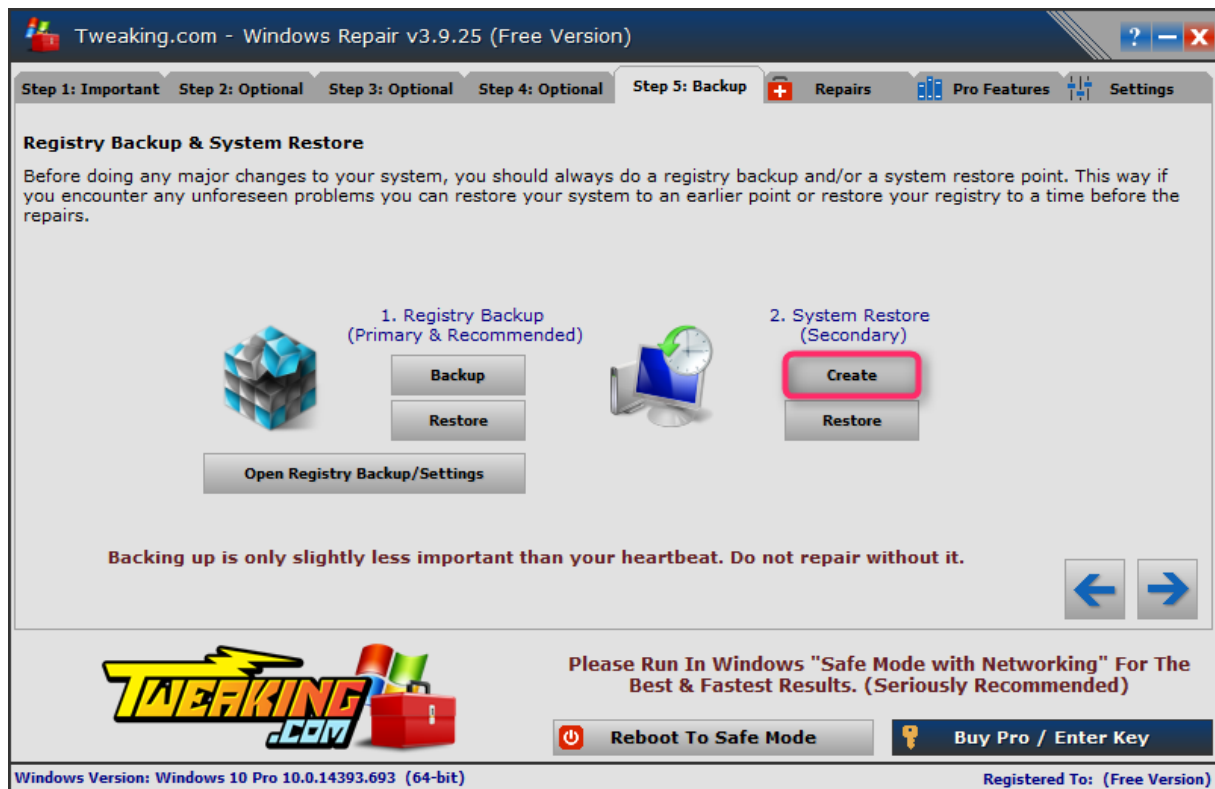 Tweaking.com - Windows Repair v3.9.25 (Free Version)
?
Step 1: Important Step 2: Optional Step 3: Optional Step 4: Optional Step 5: Backup Repairs Pro Features Settings
Registry Backup & System Restore
Before doing any major changes to your system, you should always do a registry backup and/or a system restore point. This way if
you encounter any unforeseen problems you can restore your system to an earlier point or restore your registry to a time before the
repairs.
1. Registry Backup
(Primary & Recommended)
Backup
Restore
Open Registry Backup/Settings
2. System Restore
(Secondary)
Create
Restore
Backing up is only slightly less important than your heartbeat. Do not repair without it.
TWEAKING
.COM
Please Run In Windows "Safe Mode with Networking" For The
Best & Fastest Results. (Seriously Recommended)
Reboot To Safe Mode
Buy Pro / Enter Key
Windows Version: Windows 10 Pro 10.0.14393.693 (64-bit)
Registered To: (Free Version)